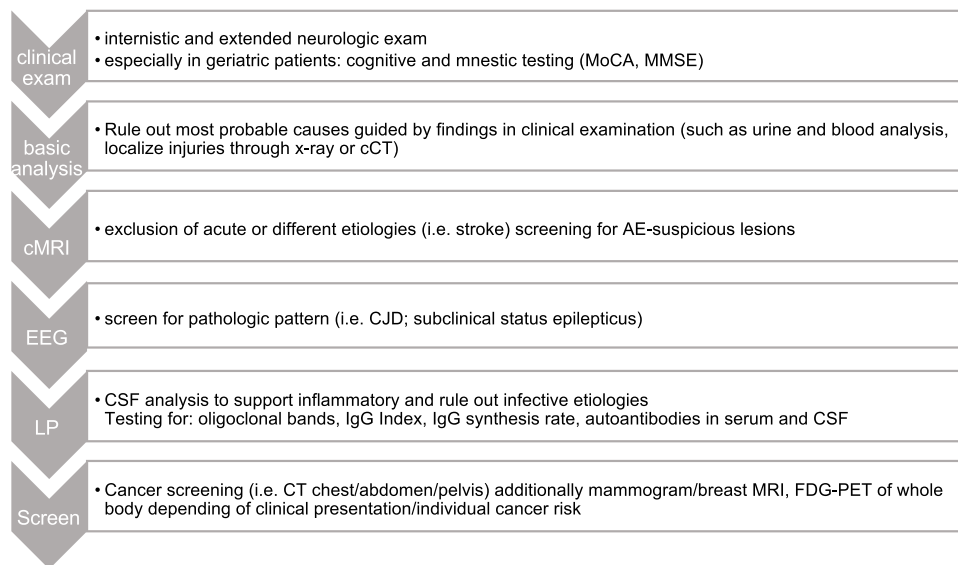 clinical
exam
• internistic and extended neurologic exam
• especially in geriatric patients: cognitive and mnestic testing (MoCA, MMSE)
basic
analysis
• Rule out most probable causes guided by findings in clinical examination (such as urine and blood analysis,
localize injuries through x-ray or cCT)
cMRI
• exclusion of acute or different etiologies (i.e. stroke) screening for AE-suspicious lesions
EEG
• screen for pathologic pattern (i.e. CJD; subclinical status epilepticus)
LP
• CSF analysis to support inflammatory and rule out infective etiologies
Testing for: oligoclonal bands, IgG Index, IgG synthesis rate, autoantibodies in serum and CSF
Screen
• Cancer screening (i.e. CT chest/abdomen/pelvis) additionally mammogram/breast MRI, FDG-PET of whole
body depending of clinical presentation/individual cancer risk